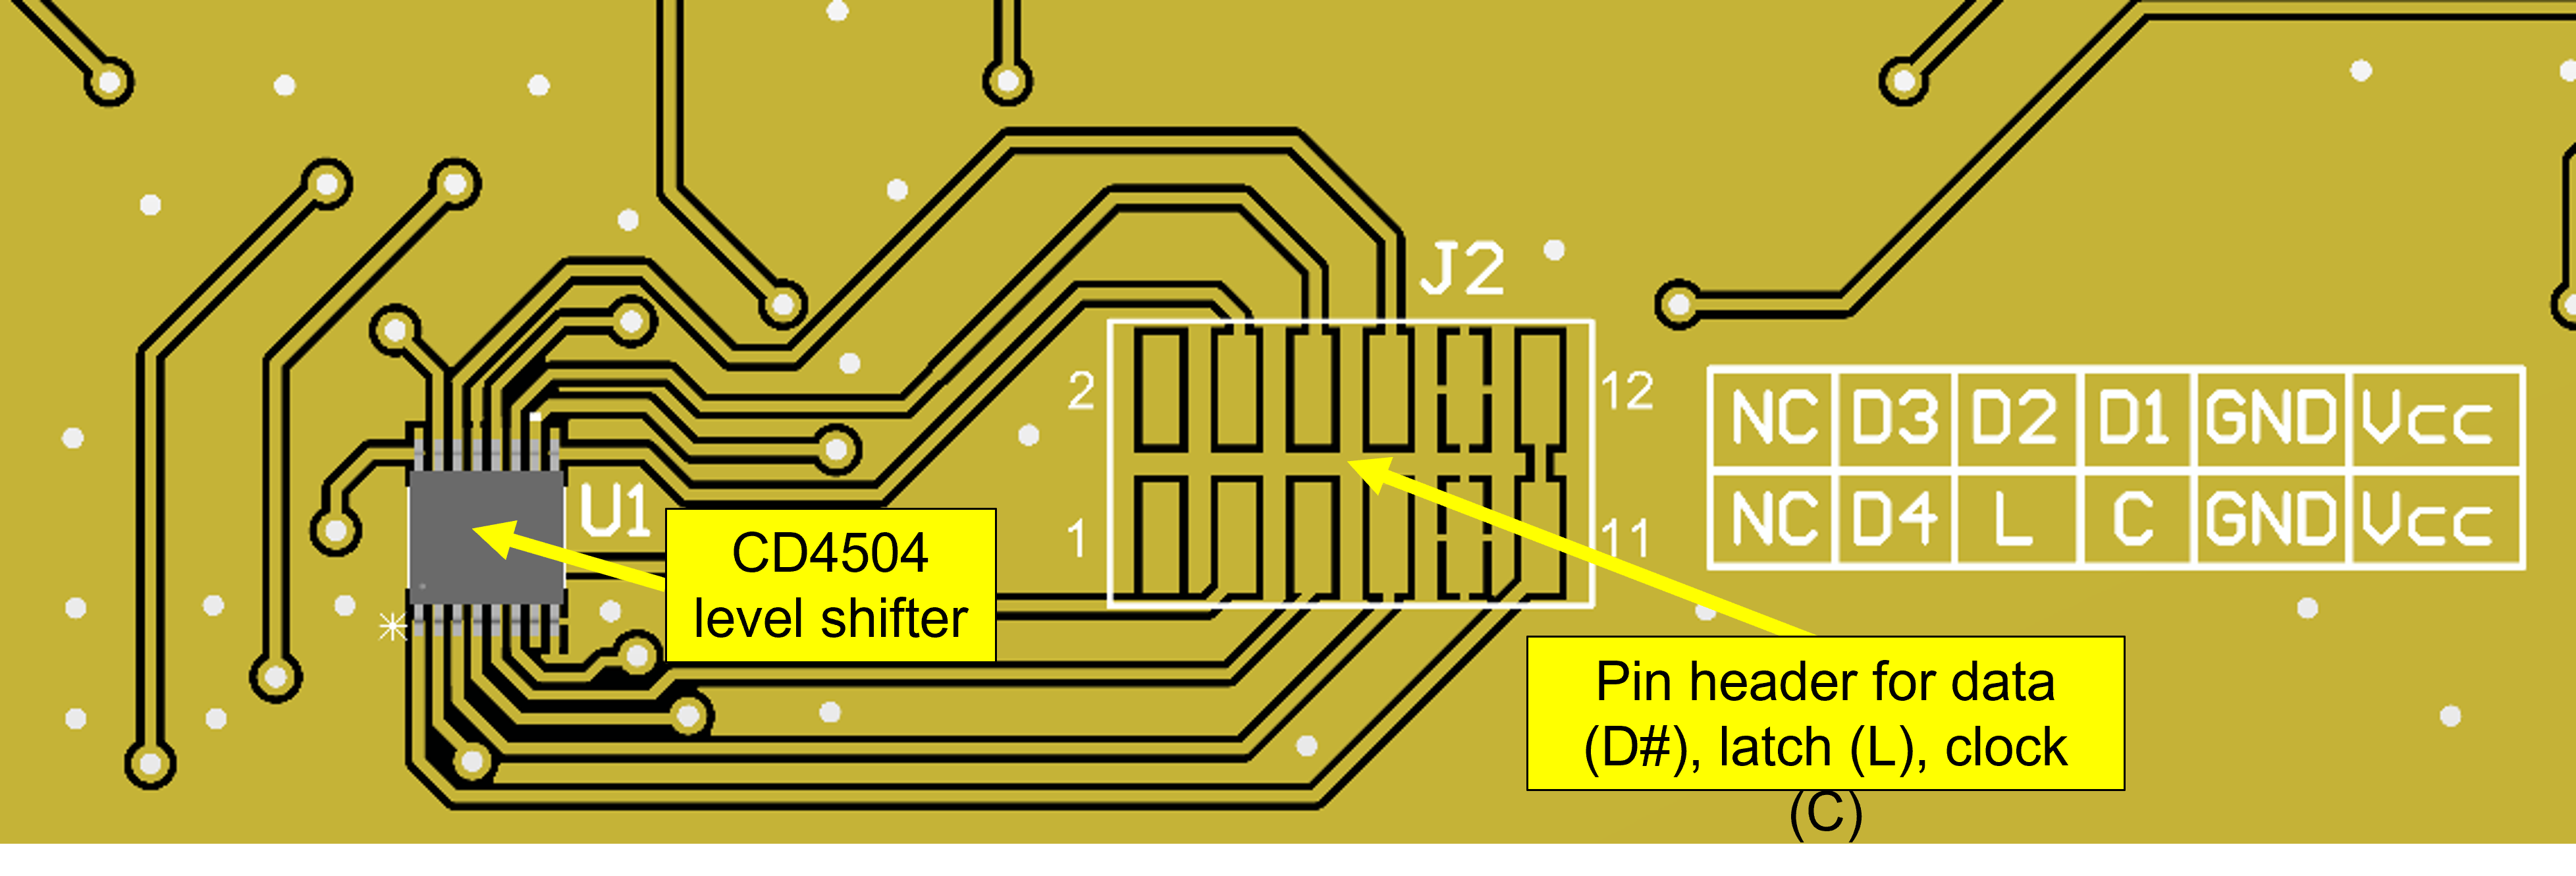 J2
2
12
NC D3 D2 D1 GND Vcc
1
11
NC D4 L C GND Vcc
U1
CD4504
level shifter
Pin header for data
(D#), latch (L), clock
(C)